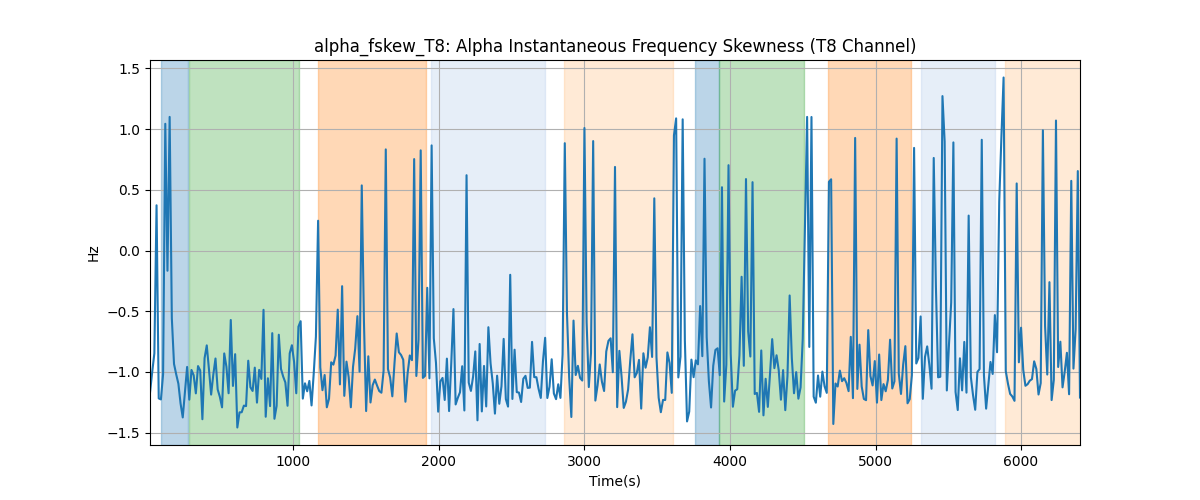 alpha_fskew_T8: Alpha Instantaneous Frequency Skewness (T8 Channel)
1.5
1.0
0.5
0.0
−0.5
−1.0
−1.5
Hz
1000 2000 3000 4000 5000 6000
Time(s)